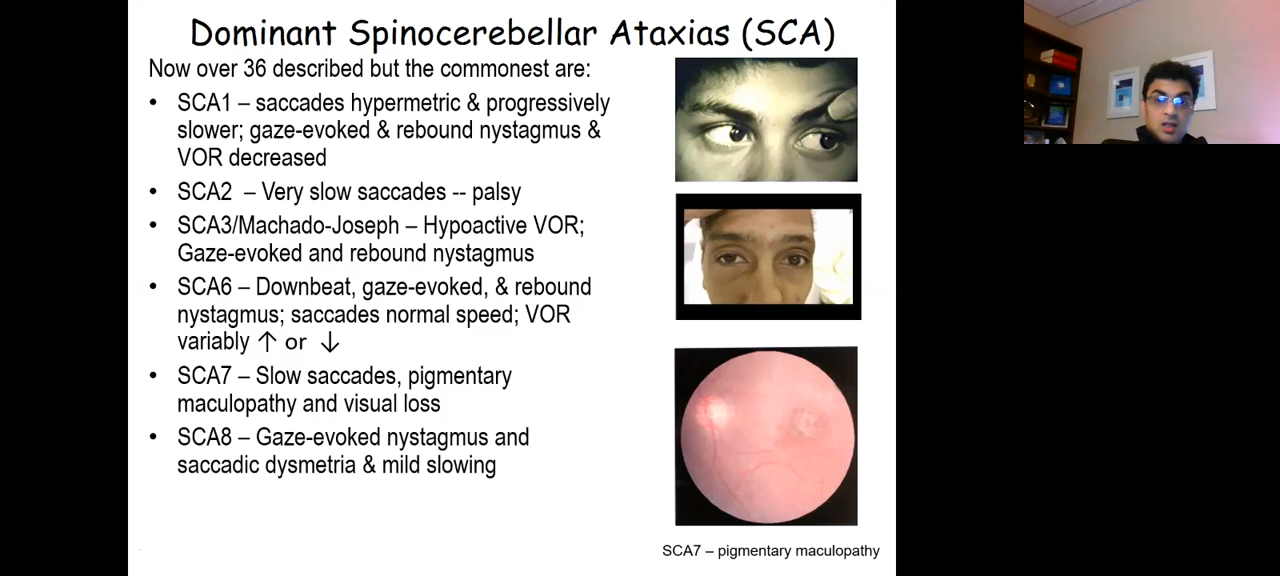 Dominant Spinocerebellar Ataxias (SCA)
Now over 36 described but the commonest are:
• SCA1 – saccades hypermetric & progressively
slower; gaze-evoked & rebound nystagmus &
VOR decreased
• SCA2 – Very slow saccades -- palsy
• SCA3/Machado-Joseph – Hypoactive VOR;
Gaze-evoked and rebound nystagmus
• SCA6 – Downbeat, gaze-evoked, & rebound
nystagmus; saccades normal speed; VOR
variably ↑ or ↓
• SCA7 – Slow saccades, pigmentary
maculopathy and visual loss
• SCA8 – Gaze-evoked nystagmus and
saccadic dysmetria & mild slowing
SCA7 – pigmentary maculopathy